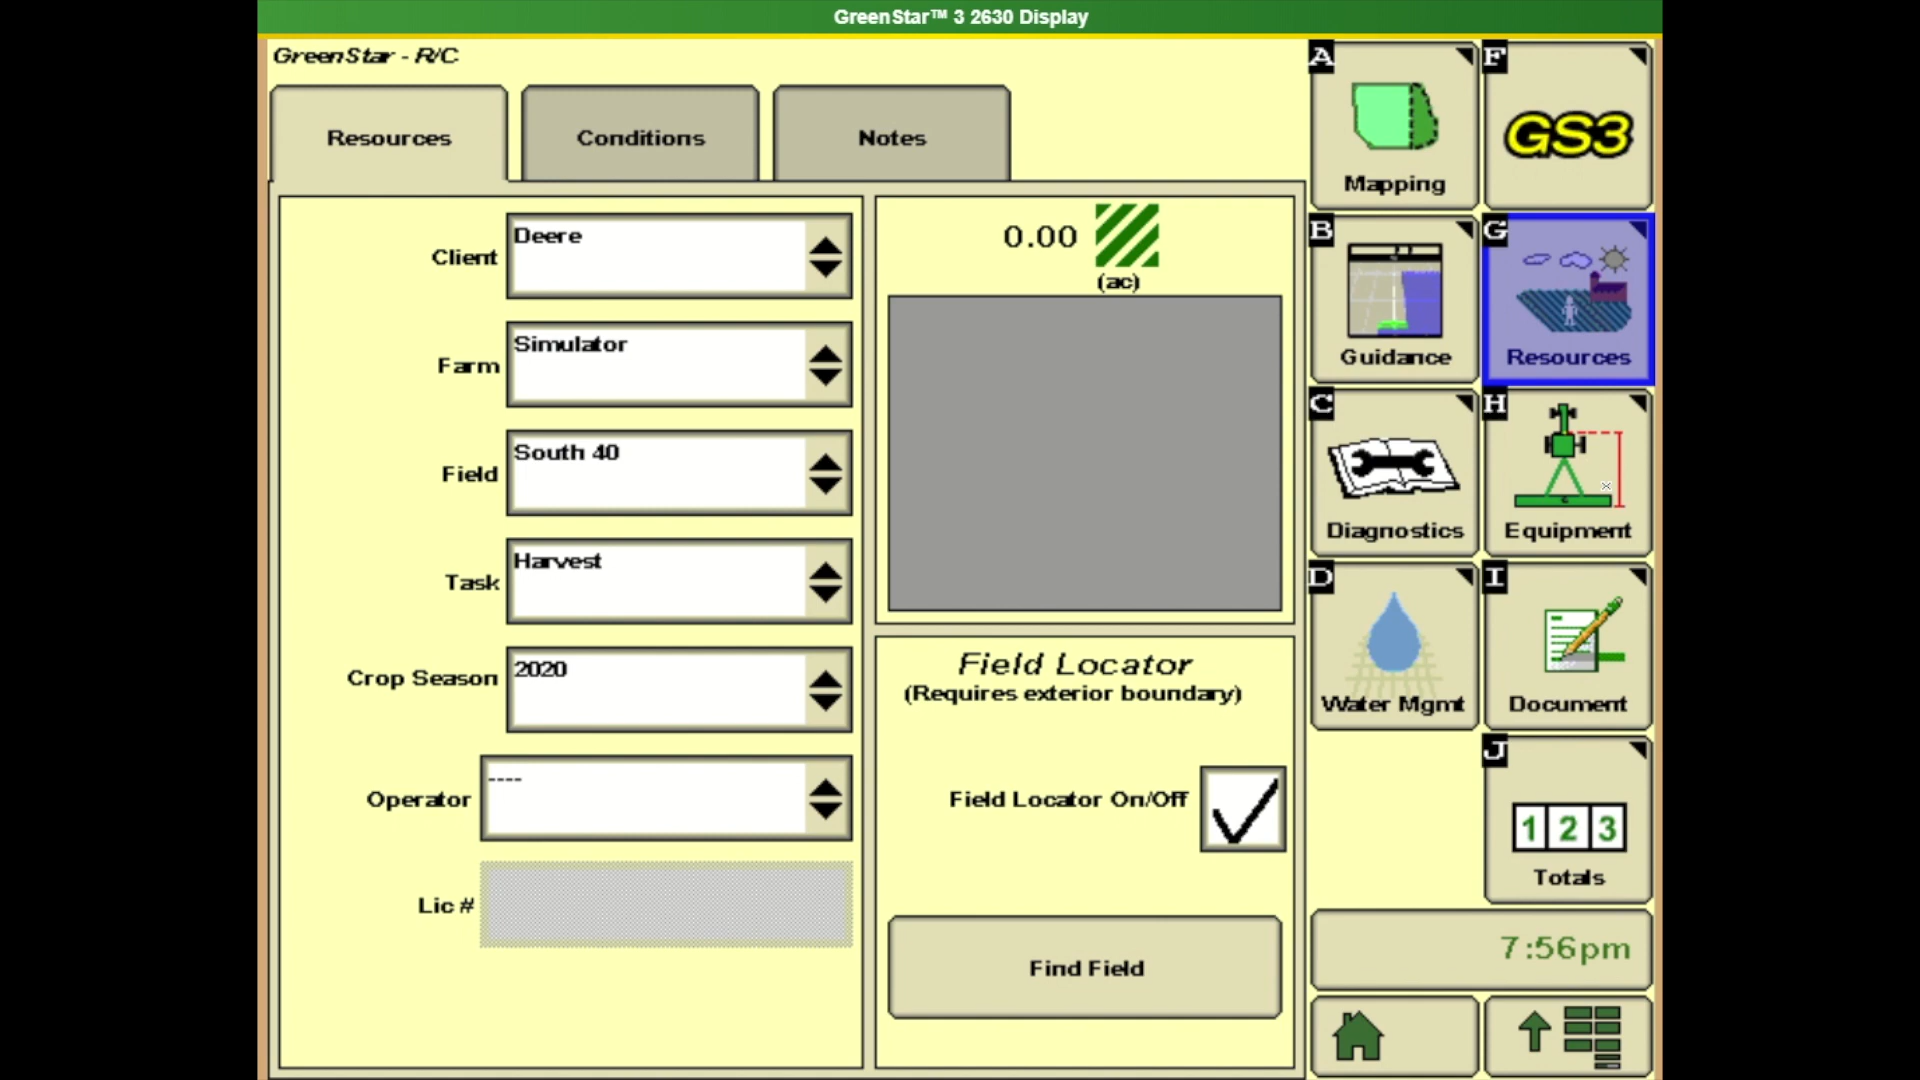 GreenStar™ 3 2630 Display
GreenStar - R/C
Resources
Conditions
Notes
Client
Deere
Farm
Simulator
Field
South 40
Task
Harvest
Crop Season
2020
Operator
----
Lic #
0.00
(ac)
Field Locator
(Requires exterior boundary)
Field Locator On/Off
Find Field
A
Mapping
F
GS3
B
Guidance
G
Resources
C
Diagnostics
H
Equipment
D
Water Mgmt
I
Document
J
1 2 3
Totals
7:56pm